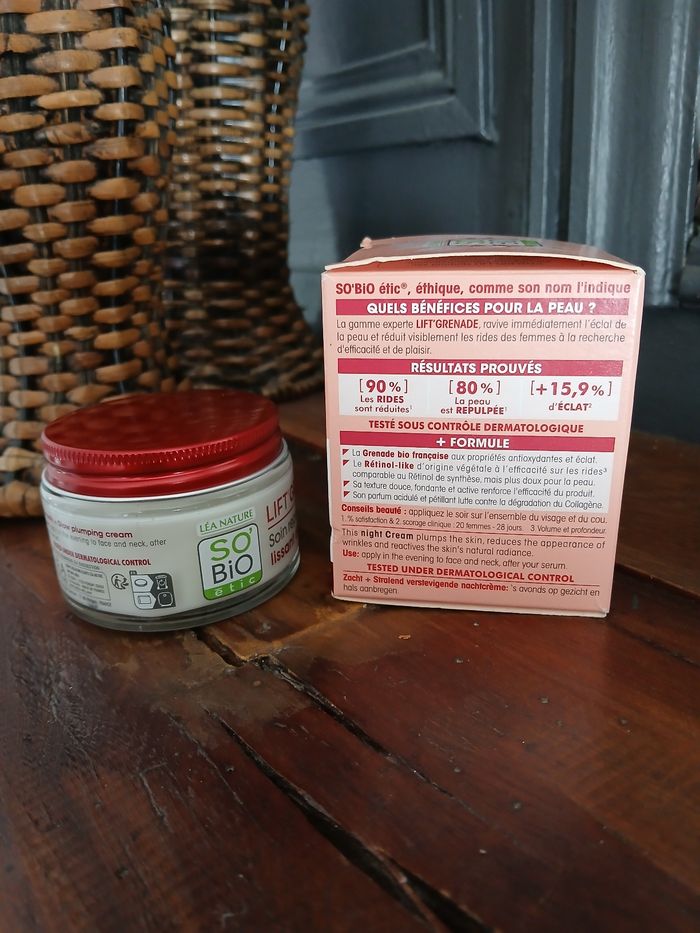 SO'BiO étic®, éthique, comme son nom l'indique
QUELS BÉNÉFICES POUR LA PEAU ?
La gamme experte LIFT'GRENADE, ravive immédiatement l'éclat de
la peau et réduit visiblement les rides des femmes à la recherche
d'efficacité et de plaisir.
RÉSULTATS PROUVÉS
[90%] [80%] [+15,9%]
Les RIDES La peau d'ÉCLAT²
sont réduites¹ est REPULPÉE¹
TESTÉ SOUS CONTRÔLE DERMATOLOGIQUE
+ FORMULE
La Grenade bio française aux propriétés antioxydantes et éclat.
Le Rétinol-like d'origine végétale à l'efficacité sur les rides³
comparable au Rétinol de synthèse, mais plus doux pour la peau.
Sa texture douce, fondante et active renforce l'efficacité du produit.
Son parfum acidulé et pétillant lutte contre la dégradation du Collagène.
Conseils beauté : appliquez le soir sur l'ensemble du visage et du cou.
1. % satisfaction & 2. scorage clinique : 20 femmes - 28 jours. 3 Volume et profondeur.
This night Cream plumps the skin, reduces the appearance of
wrinkles and reactivates the skin's natural radiance.
Use: apply in the evening to face and neck, after your serum.
TESTED UNDER DERMATOLOGICAL CONTROL
Zacht + Stralend verstevigende nachtcrème: 's avonds op gezicht en
hals aanbrengen.
LÉA NATURE
SO'
BiO
étic
LIFT'G
Soin re
lissan
Glow plumping cream
evening to face and neck, after
UNDER DERMATOLOGICAL CONTROL